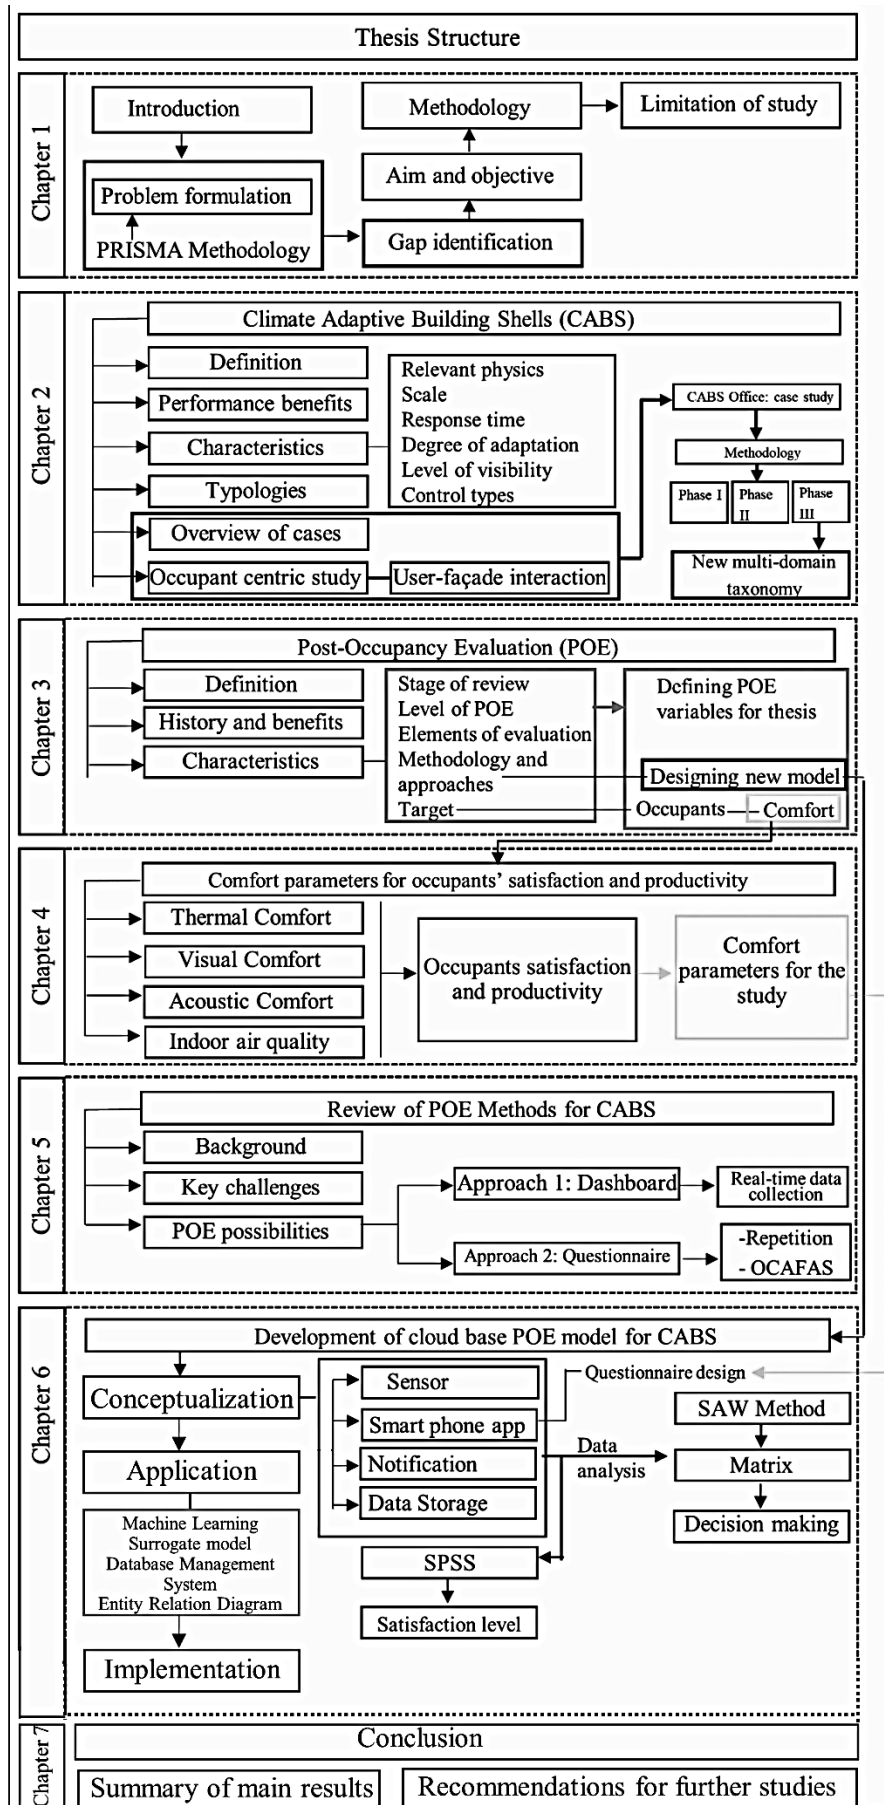 Thesis Structure
Chapter 1
Introduction
Problem formulation
PRISMA Methodology
Methodology
Aim and objective
Gap identification
Limitation of study
Chapter 2
Climate Adaptive Building Shells (CABS)
Definition
Performance benefits
Characteristics
Typologies
Overview of cases
Occupant centric study
User-façade interaction
Relevant physics
Scale
Response time
Degree of adaptation
Level of visibility
Control types
CABS Office: case study
Methodology
Phase I
Phase
II
Phase
III
New multi-domain
taxonomy
Chapter 3
Post-Occupancy Evaluation (POE)
Definition
History and benefits
Characteristics
Stage of review
Level of POE
Elements of evaluation
Methodology and
approaches
Target
Defining POE
variables for thesis
Designing new model
Occupants
Comfort
Chapter 4
Comfort parameters for occupants’ satisfaction and productivity
Thermal Comfort
Visual Comfort
Acoustic Comfort
Indoor air quality
Occupants satisfaction
and productivity
Comfort
parameters for the
study
Chapter 5
Review of POE Methods for CABS
Background
Key challenges
POE possibilities
Approach 1: Dashboard
Real-time data
collection
Approach 2: Questionnaire
-Repetition
- OCAFAS
Chapter 6
Development of cloud base POE model for CABS
Conceptualization
Application
Machine Learning
Surrogate model
Database Management
System
Entity Relation Diagram
Implementation
Sensor
Smart phone app
Notification
Data Storage
Questionnaire design
Data
analysis
SPSS
Satisfaction level
SAW Method
Matrix
Decision making
Chapter 7
Conclusion
Summary of main results
Recommendations for further studies